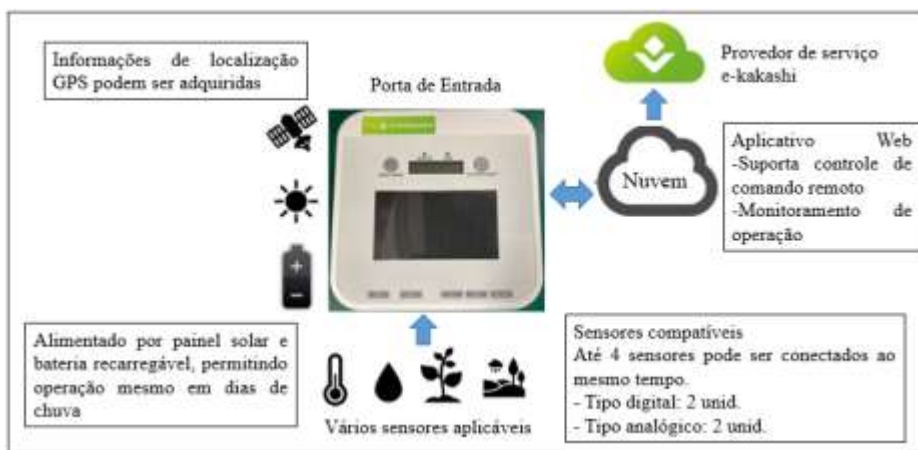 Informações de localização
GPS podem ser adquiridas
Porta de Entrada
Provedor de serviço
e-kakashi
Nuvem
Aplicativo Web
-Suporta controle de
comando remoto
-Monitoramento de
operação
Alimentado por painel solar e
bateria recarregável, permitindo
operação mesmo em dias de
chuva
Vários sensores aplicáveis
Sensores compatíveis
Até 4 sensores pode ser conectados ao
mesmo tempo.
- Tipo digital: 2 unid.
- Tipo analógico: 2 unid.